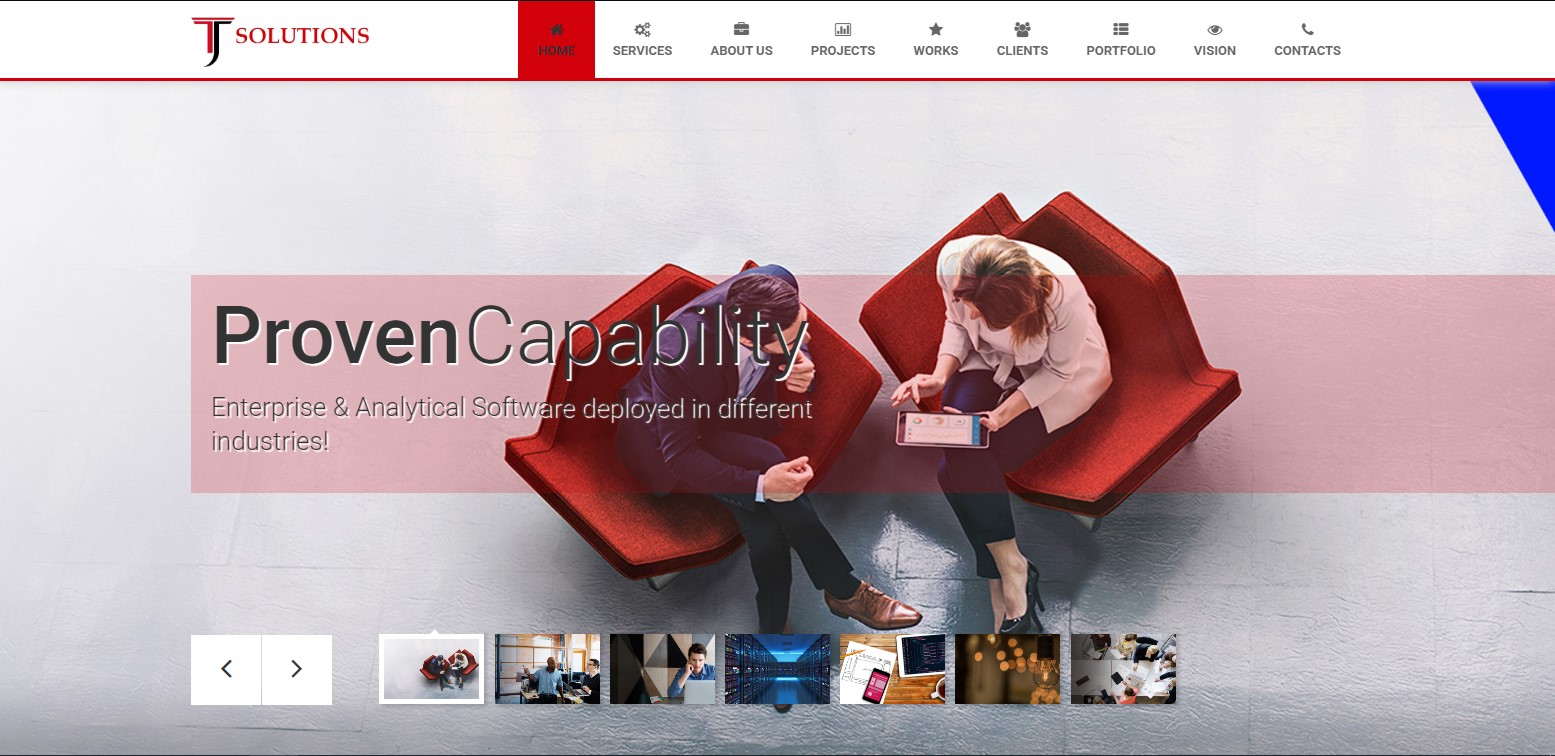 TJ SOLUTIONS
HOME SERVICES ABOUT US PROJECTS WORKS CLIENTS PORTFOLIO VISION CONTACTS
Proven Capability
Enterprise & Analytical Software deployed in different
industries!